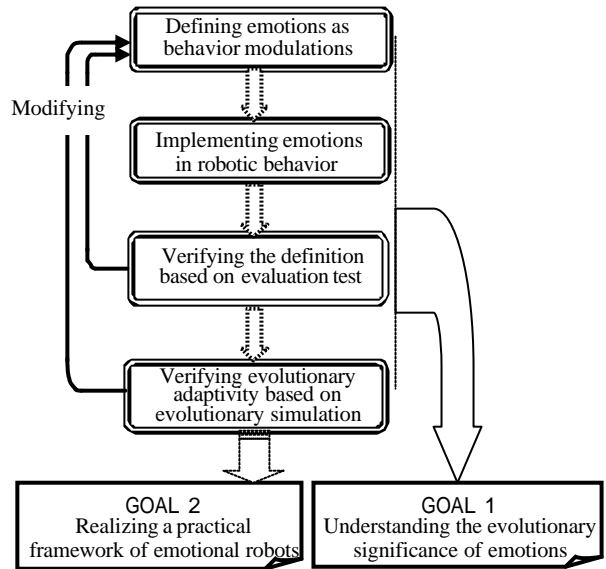 Defining emotions as
behavior modulations
Modifying
Implementing emotions
in robotic behavior
Verifying the definition
based on evaluation test
Verifying evolutionary
adaptivity based on
evolutionary simulation
GOAL 2
Realizing a practical
framework of emotional robots
GOAL 1
Understanding the evolutionary
significance of emotions